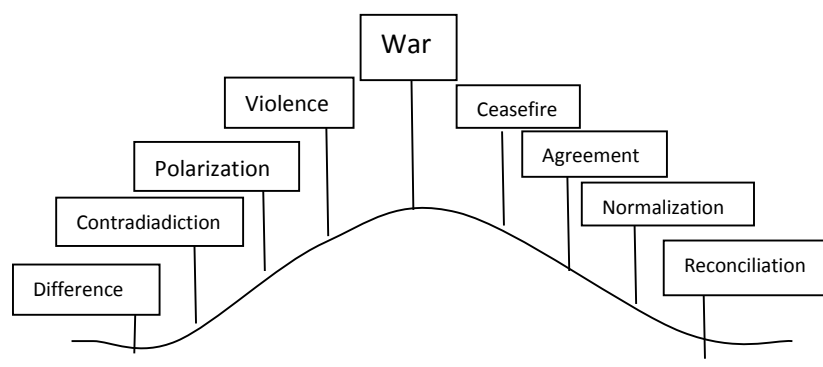 War
Violence
Ceasefire
Polarization
Agreement
Contradiadiction
Normalization
Difference
Reconciliation